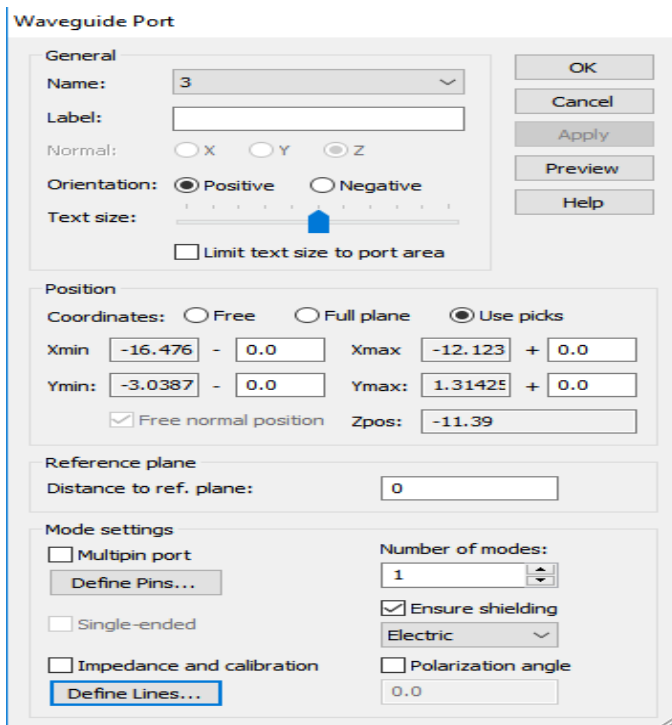 Waveguide Port
General
Name: 3
Label:
Normal: X Y Z
Orientation: Positive Negative
Text size:
Limit text size to port area
OK
Cancel
Apply
Preview
Help
Position
Coordinates: Free Full plane Use picks
Xmin -16.476 - 0.0 Xmax -12.123 + 0.0
Ymin: -3.0387 - 0.0 Ymax: 1.31425 + 0.0
Free normal position Zpos: -11.39
Reference plane
Distance to ref. plane: 0
Mode settings
Multipin port
Define Pins...
Single-ended
Impedance and calibration
Define Lines...
Number of modes:
1
Ensure shielding
Electric
Polarization angle
0.0